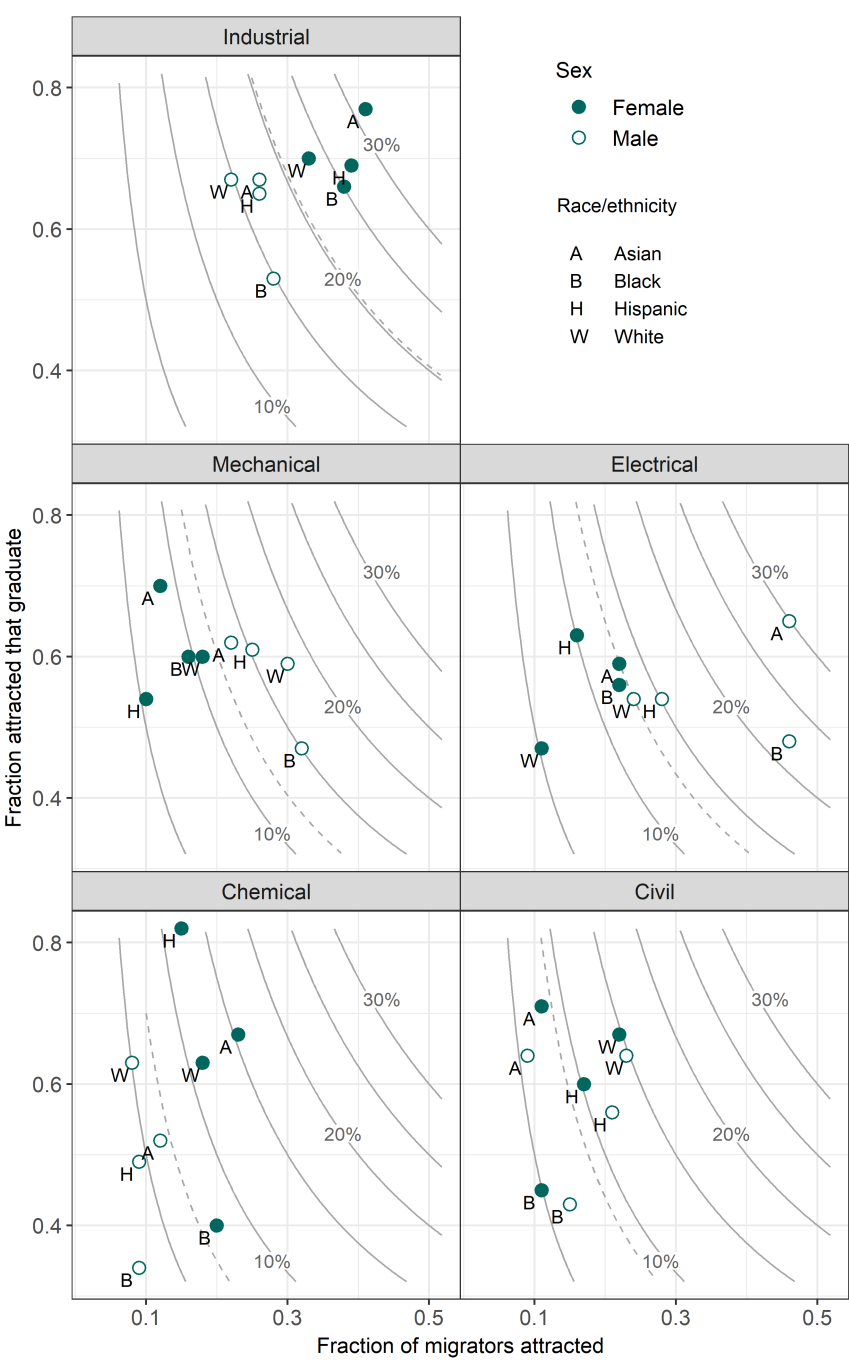 Industrial
Sex
Female
Male
Race/ethnicity
A Asian
B Black
H Hispanic
W White
0.8
0.6
0.4
A
30%
W
H
B
W
A
H
20%
B
10%
Mechanical
Electrical
Fraction attracted that graduate
0.8
0.6
0.4
30%
A
B
W
A
H
W
H
20%
B
10%
30%
A
H
A
B
W
H
20%
W
B
10%
Chemical
Civil
0.8
0.6
0.4
H
30%
A
W
W
20%
A
H
B
10%
B
30%
A
W
A
W
H
H
20%
B
B
10%
0.1 0.3 0.5
0.1 0.3 0.5
Fraction of migrators attracted